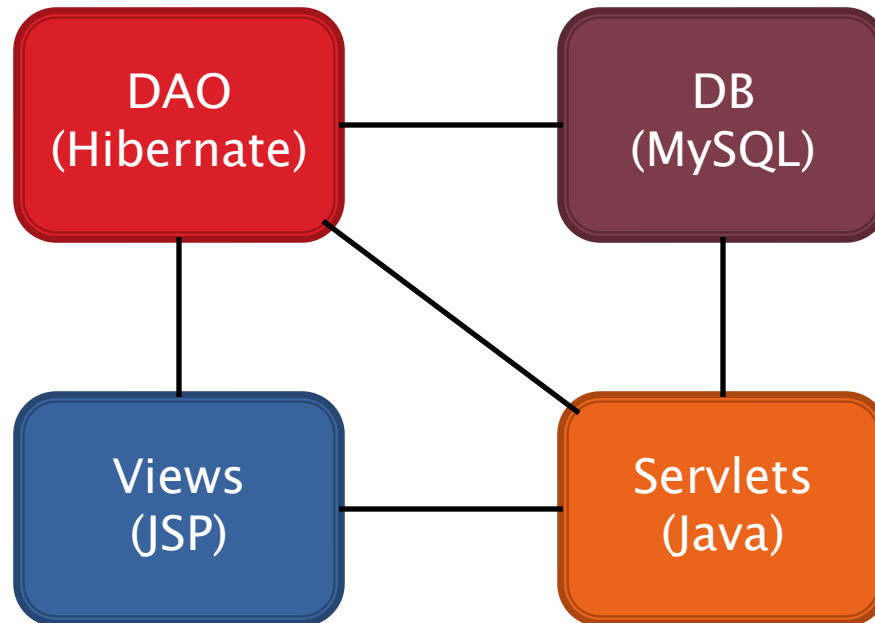 DAO
(Hibernate)
DB
(MySQL)
Views
(JSP)
Servlets
(Java)